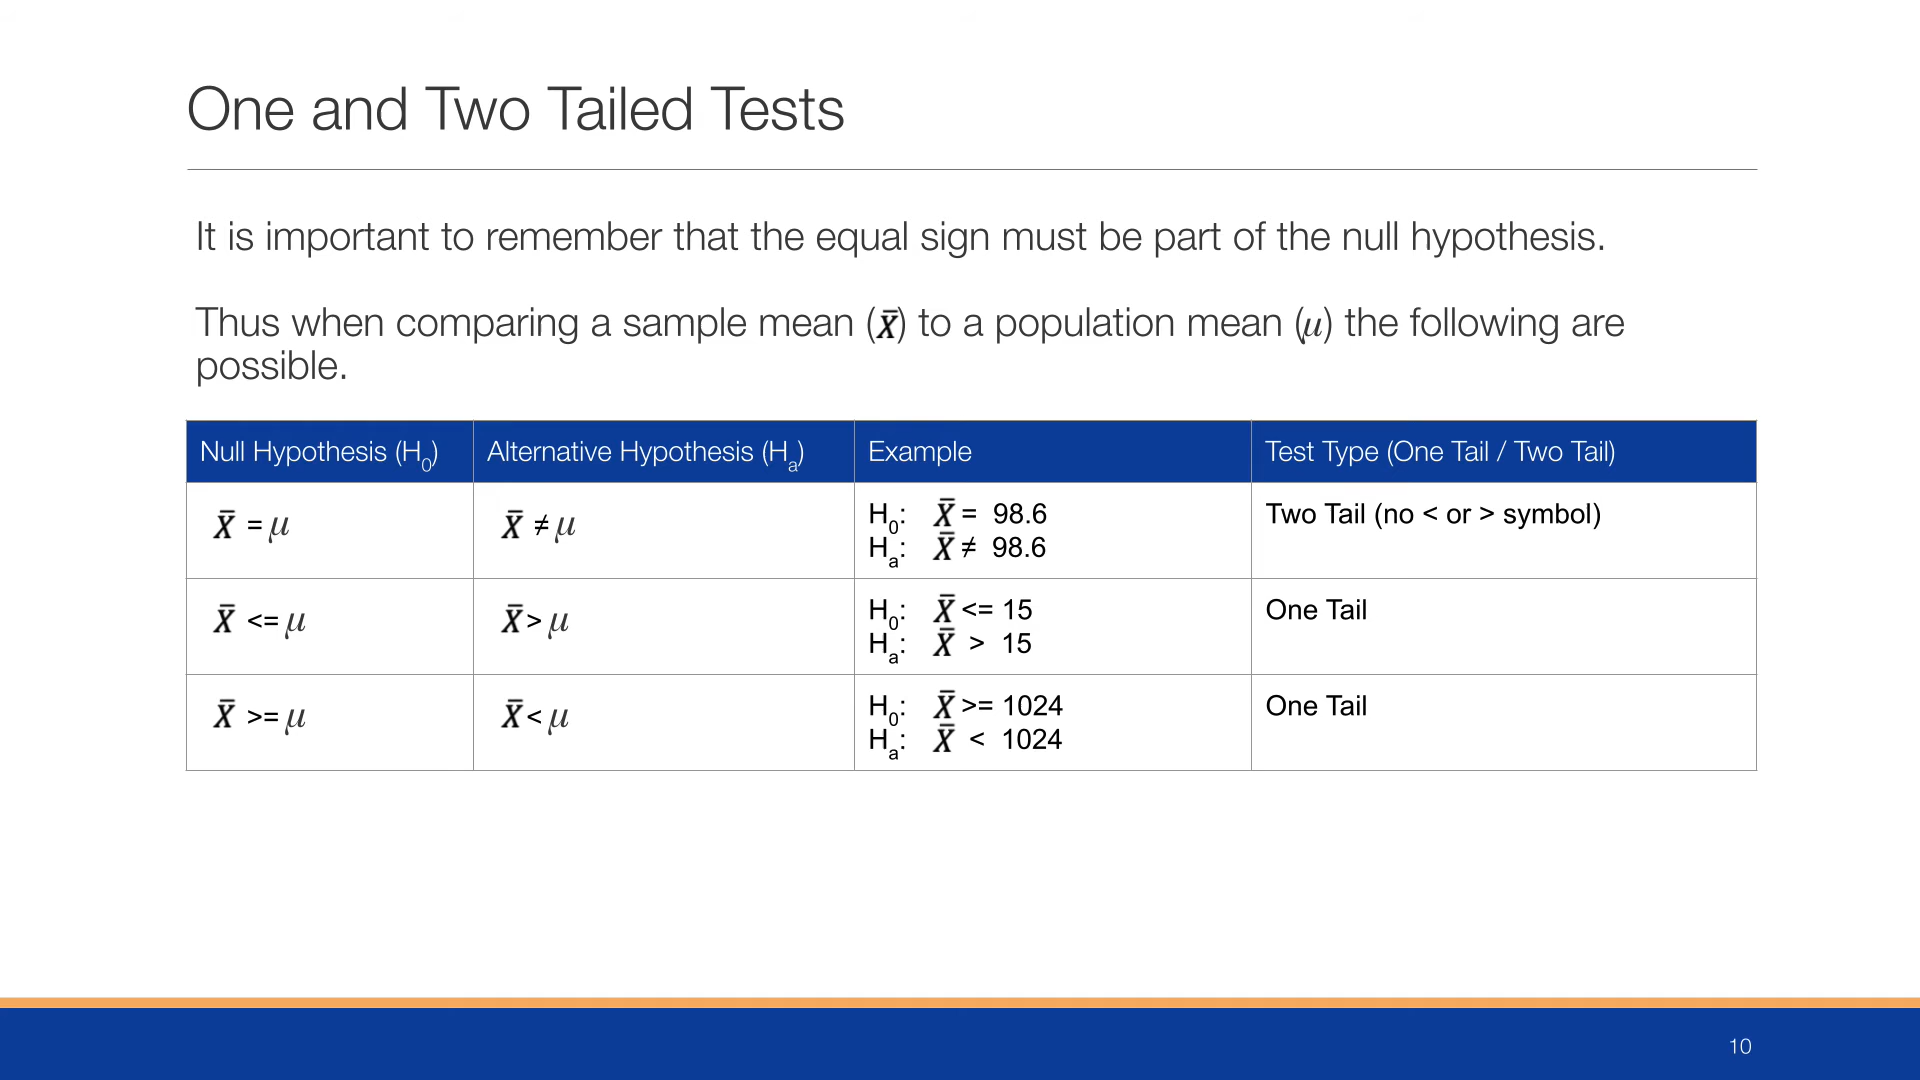 One and Two Tailed Tests
It is important to remember that the equal sign must be part of the null hypothesis.
Thus when comparing a sample mean (x̄) to a population mean (μ) the following are
possible.
Null Hypothesis (H₀) Alternative Hypothesis (Hₐ) Example Test Type (One Tail / Two Tail)
x̄ = μ x̄ ≠ μ H₀: x̄ = 98.6 Two Tail (no < or > symbol)
Hₐ: x̄ ≠ 98.6
x̄ <= μ x̄ > μ H₀: x̄ <= 15 One Tail
Hₐ: x̄ > 15
x̄ >= μ x̄ < μ H₀: x̄ >= 1024 One Tail
Hₐ: x̄ < 1024
10